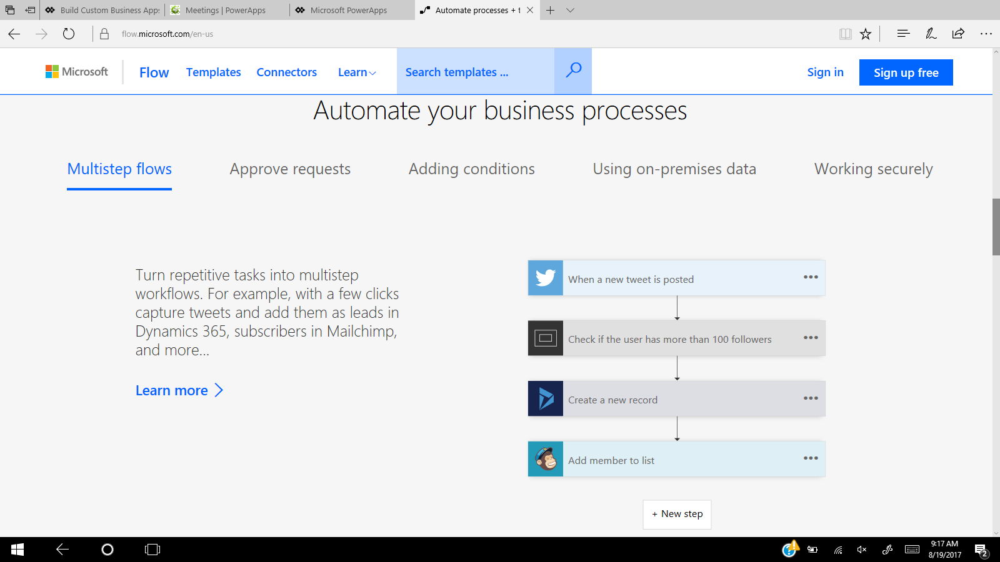 Build Custom Business Apps
Meetings | PowerApps
Microsoft PowerApps
Automate processes + t
flow.microsoft.com/en-us
Microsoft
Flow
Templates
Connectors
Learn
Search templates ...
Sign in
Sign up free
Automate your business processes
Multistep flows
Approve requests
Adding conditions
Using on-premises data
Working securely
Turn repetitive tasks into multistep
workflows. For example, with a few clicks
capture tweets and add them as leads in
Dynamics 365, subscribers in Mailchimp,
and more...
Learn more
When a new tweet is posted
Check if the user has more than 100 followers
Create a new record
Add member to list
+ New step
9:17 AM
8/19/2017
2